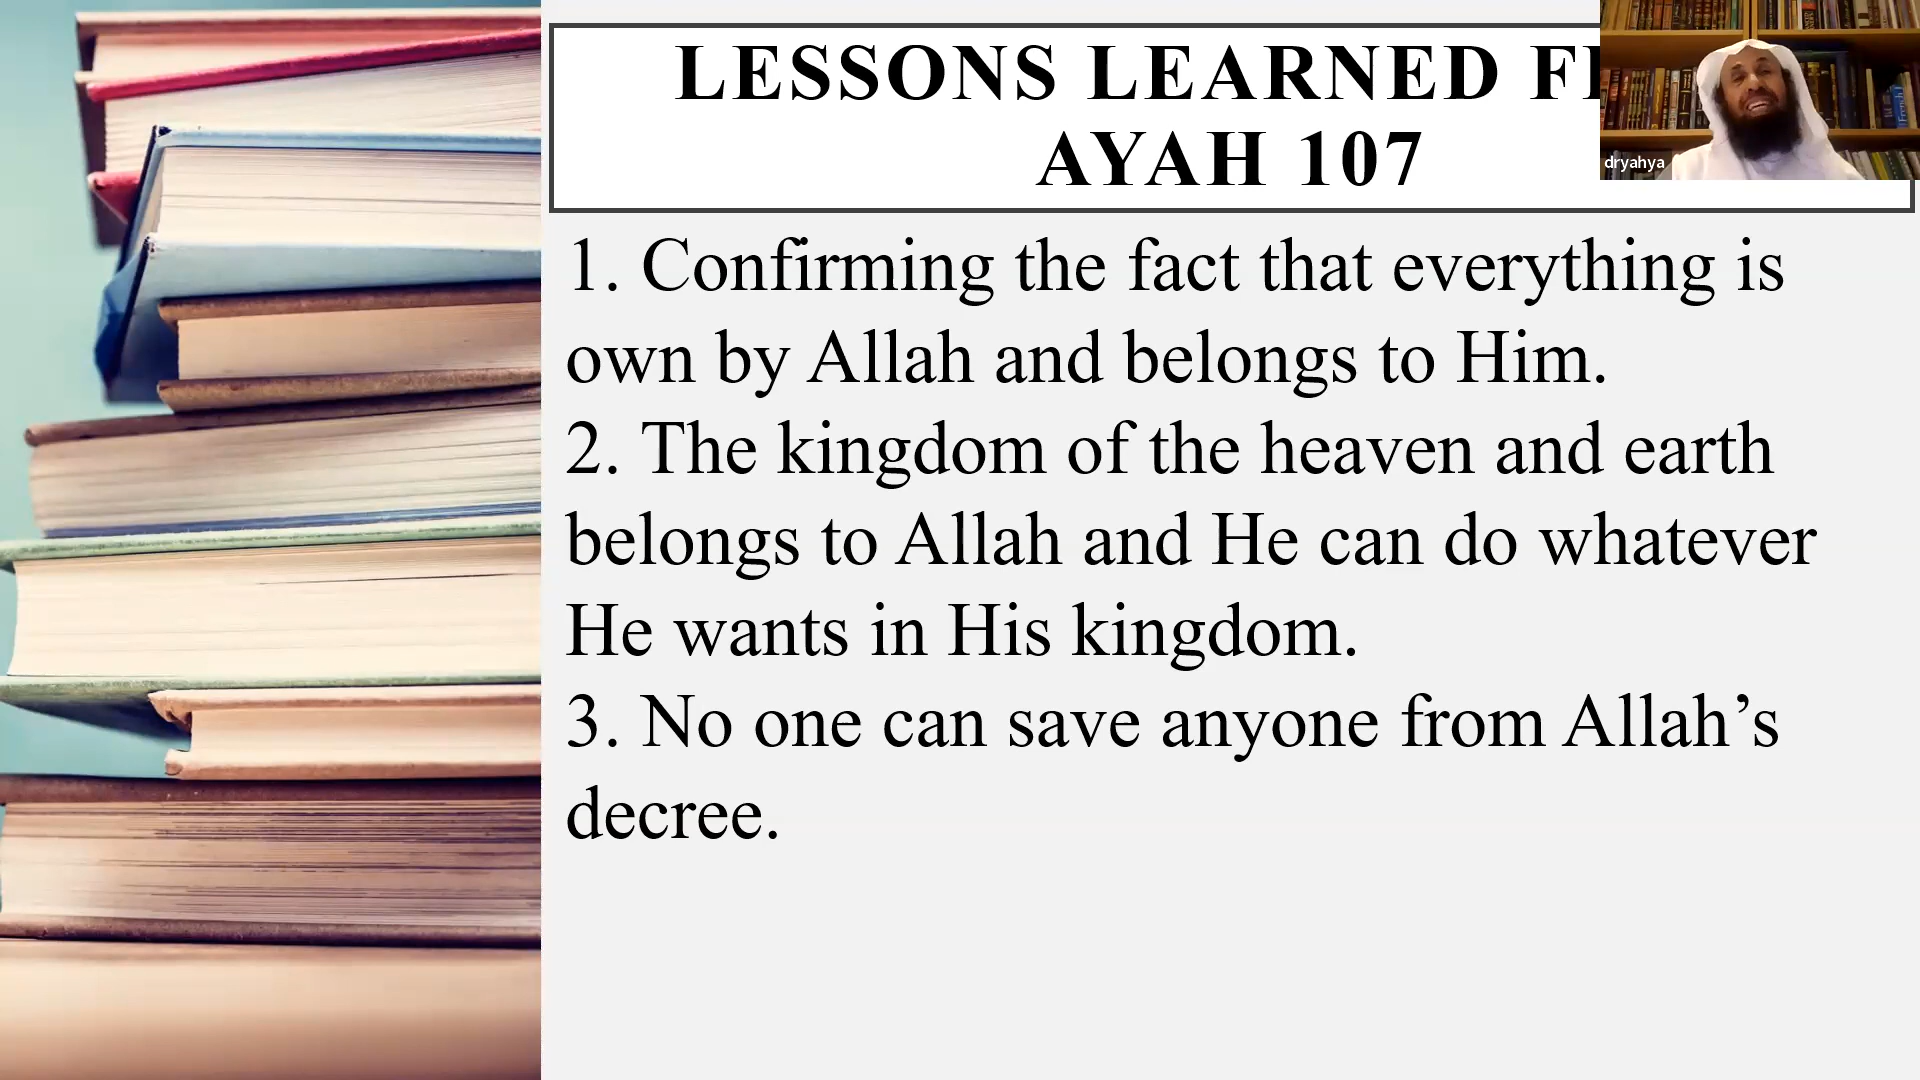 LESSONS LEARNED
AYAH 107
dryahya
1. Confirming the fact that everything is
own by Allah and belongs to Him.
2. The kingdom of the heaven and earth
belongs to Allah and He can do whatever
He wants in His kingdom.
3. No one can save anyone from Allah’s
decree.